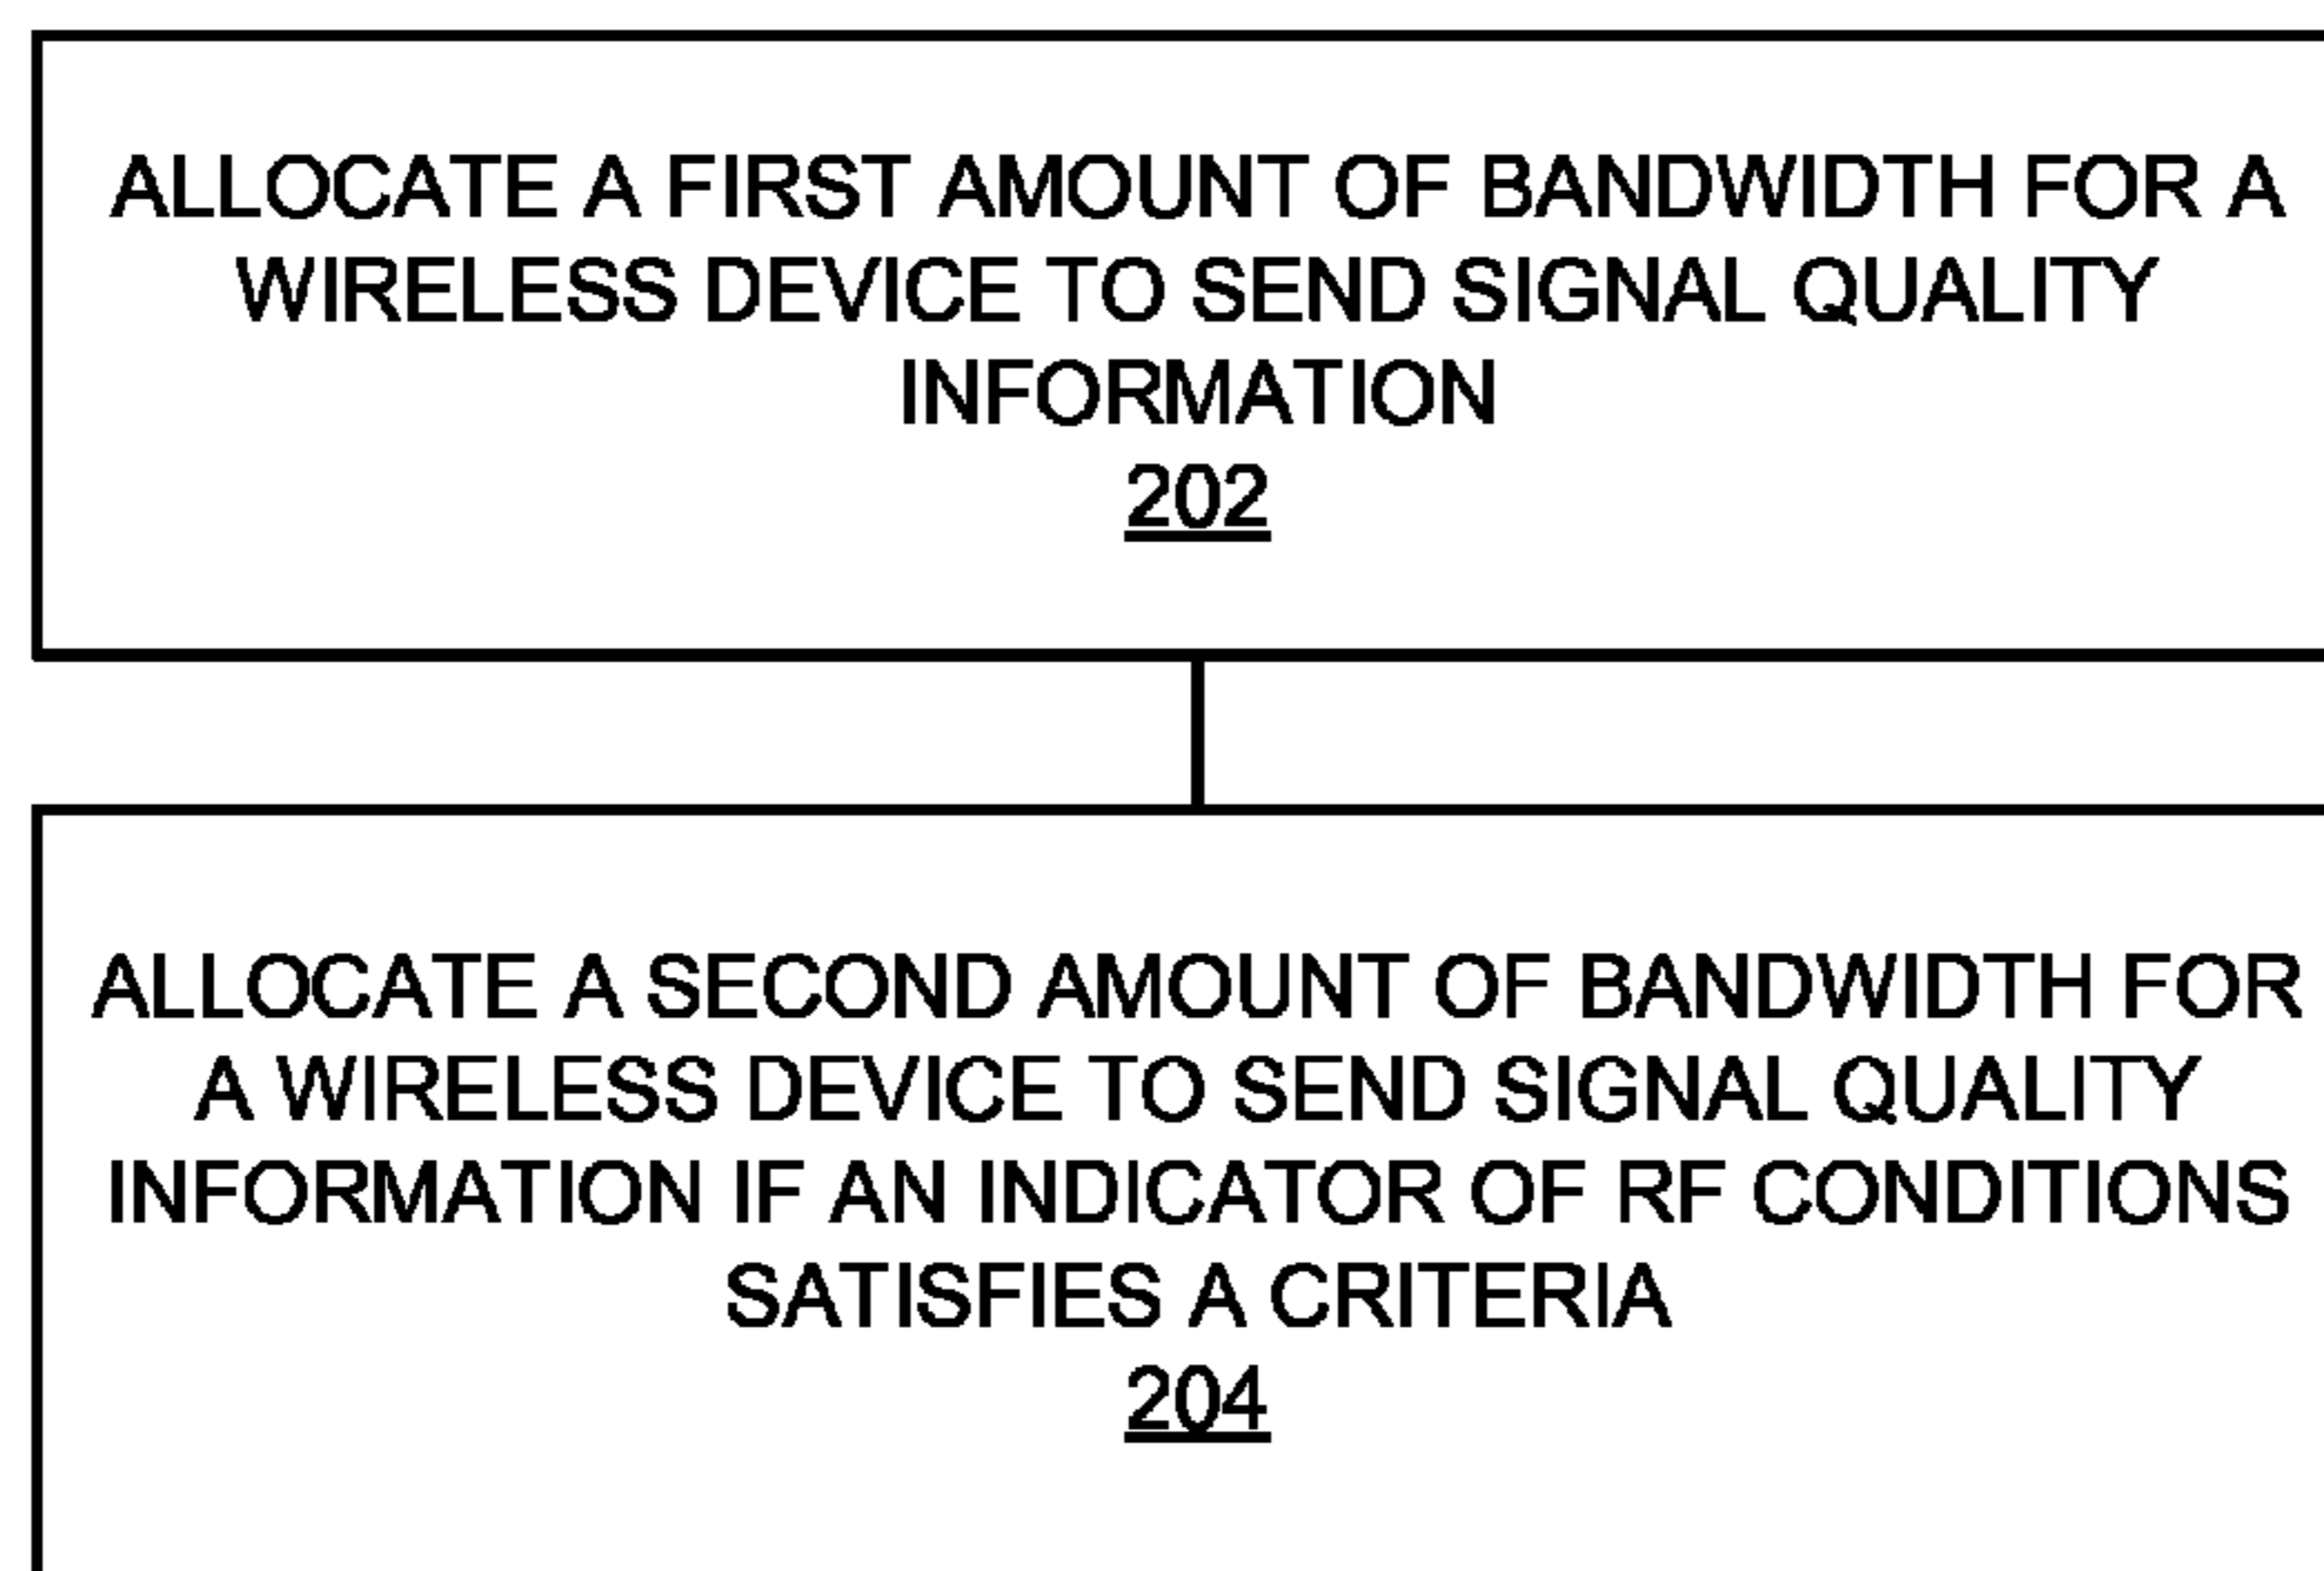 ALLOCATE A FIRST AMOUNT OF BANDWIDTH FOR A
WIRELESS DEVICE TO SEND SIGNAL QUALITY
INFORMATION
202
ALLOCATE A SECOND AMOUNT OF BANDWIDTH FOR
A WIRELESS DEVICE TO SEND SIGNAL QUALITY
INFORMATION IF AN INDICATOR OF RF CONDITIONS
SATISFIES A CRITERIA
204